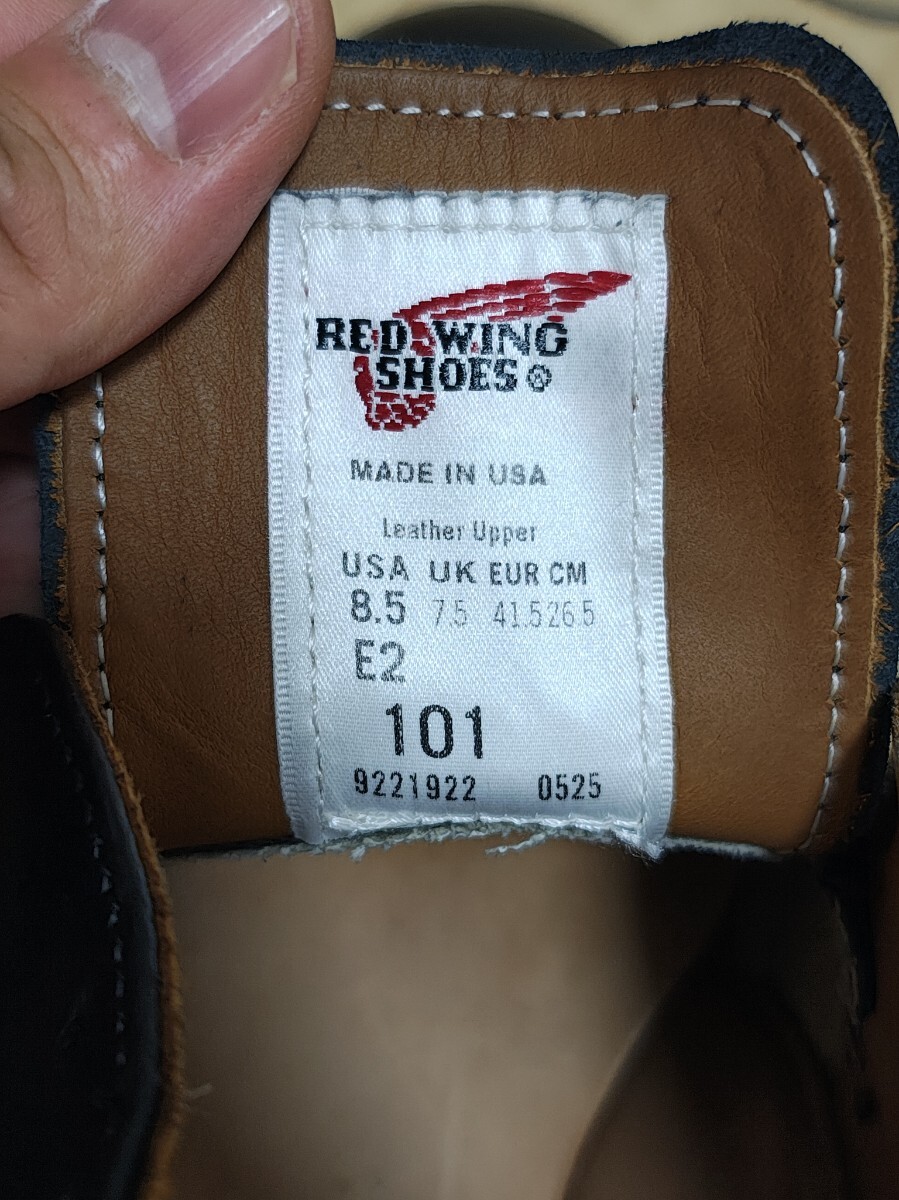 RED WING
SHOES ®
MADE IN USA
Leather Upper
USA UK EUR CM
8.5 7.5 41.5 26.5
E2
101
9221922 0525